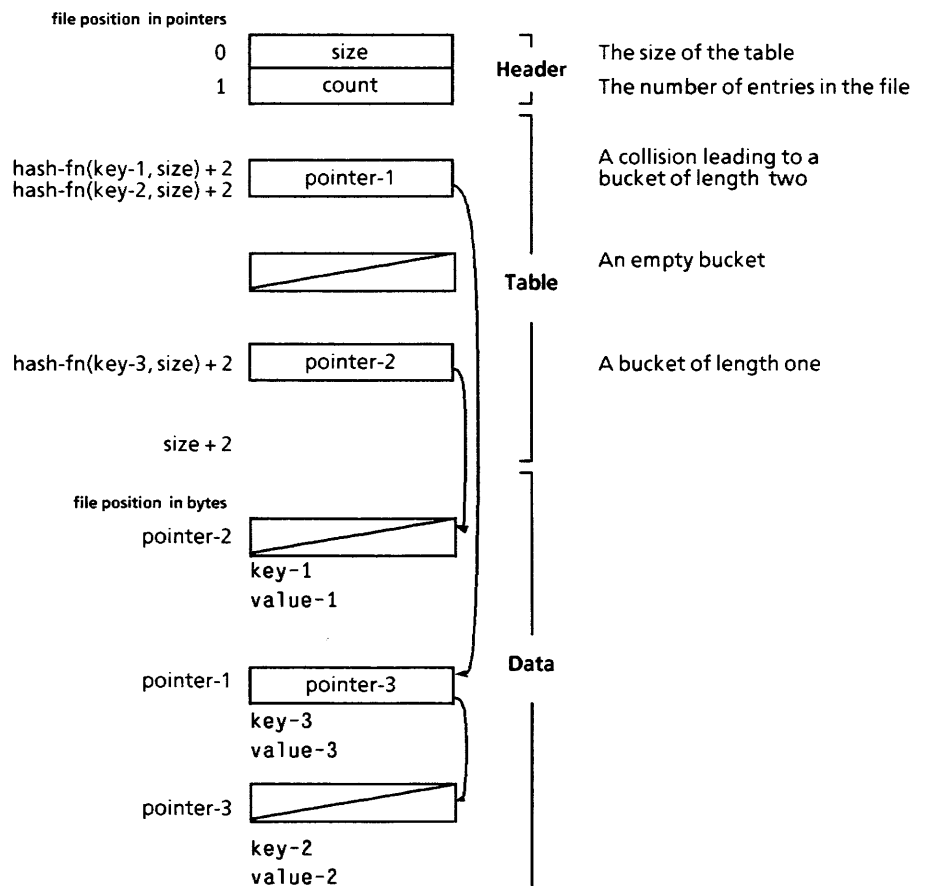 file position in pointers
0 size The size of the table
Header
1 count The number of entries in the file
hash-fn(key-1, size) + 2 A collision leading to a
hash-fn(key-2, size) + 2 pointer-1 bucket of length two
An empty bucket
Table
hash-fn(key-3, size) + 2 pointer-2 A bucket of length one
size + 2
file position in bytes
pointer-2
key-1
value-1
Data
pointer-1 pointer-3
key-3
value-3
pointer-3
key-2
value-2